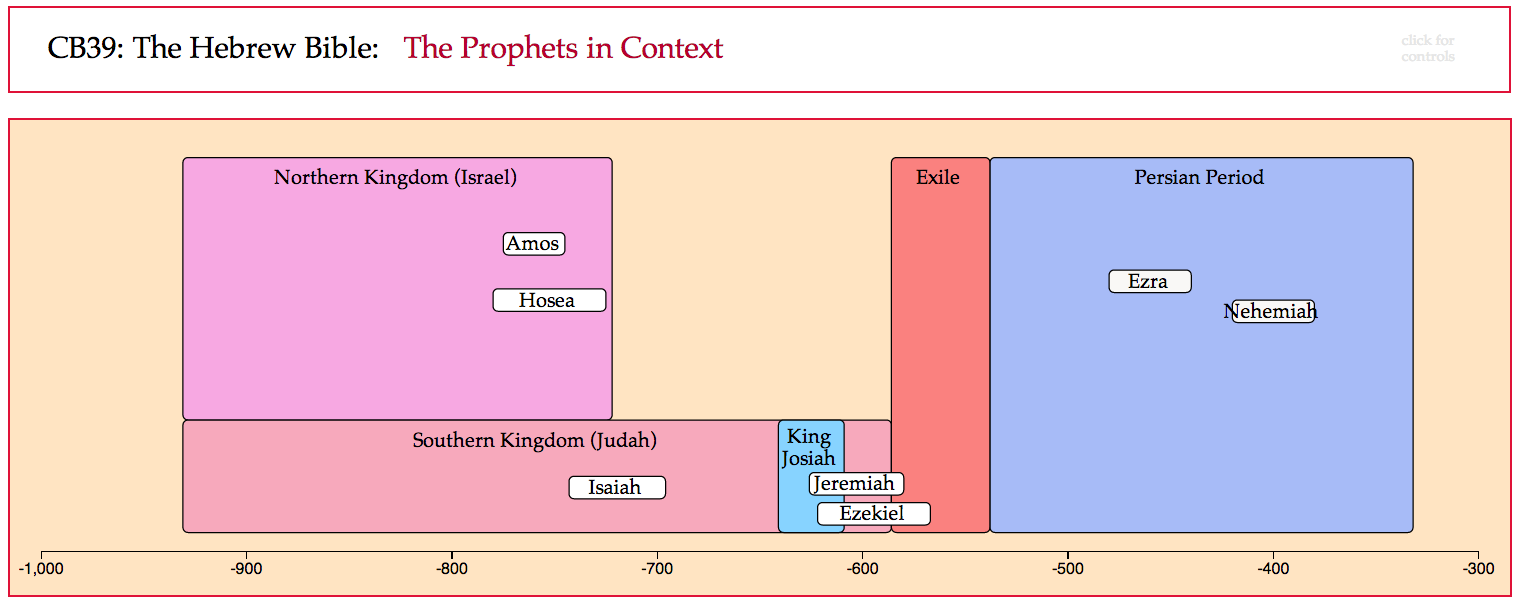 CB39: The Hebrew Bible: The Prophets in Context
click for
controls
Northern Kingdom (Israel)
Exile
Persian Period
Amos
Ezra
Hosea
Nehemiah
Southern Kingdom (Judah)
King
Josiah
Isaiah
Jeremiah
Ezekiel
-1,000 -900 -800 -700 -600 -500 -400 -300